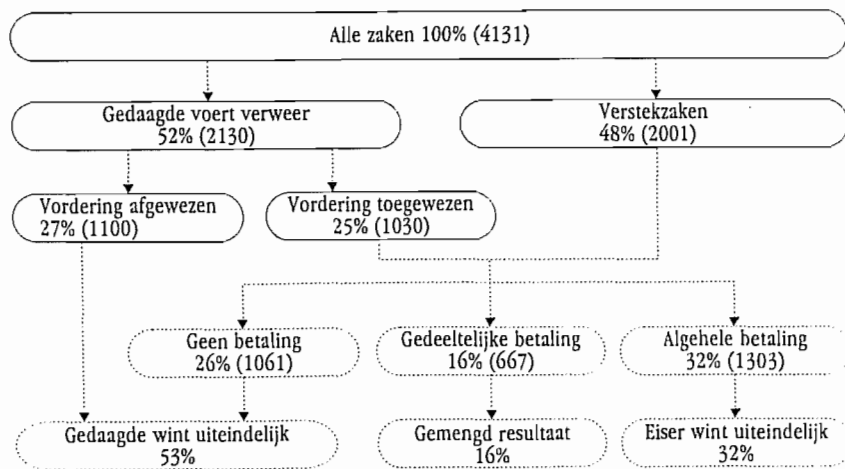 Alle zaken 100% (4131)
Gedaagde voert verweer
52% (2130)
Verstekzaken
48% (2001)
Vordering afgewezen
27% (1100)
Vordering toegewezen
25% (1030)
Geen betaling
26% (1061)
Gedeeltelijke betaling
16% (667)
Algehele betaling
32% (1303)
Gedaagde wint uiteindelijk
53%
Gemengd resultaat
16%
Eiser wint uiteindelijk
32%